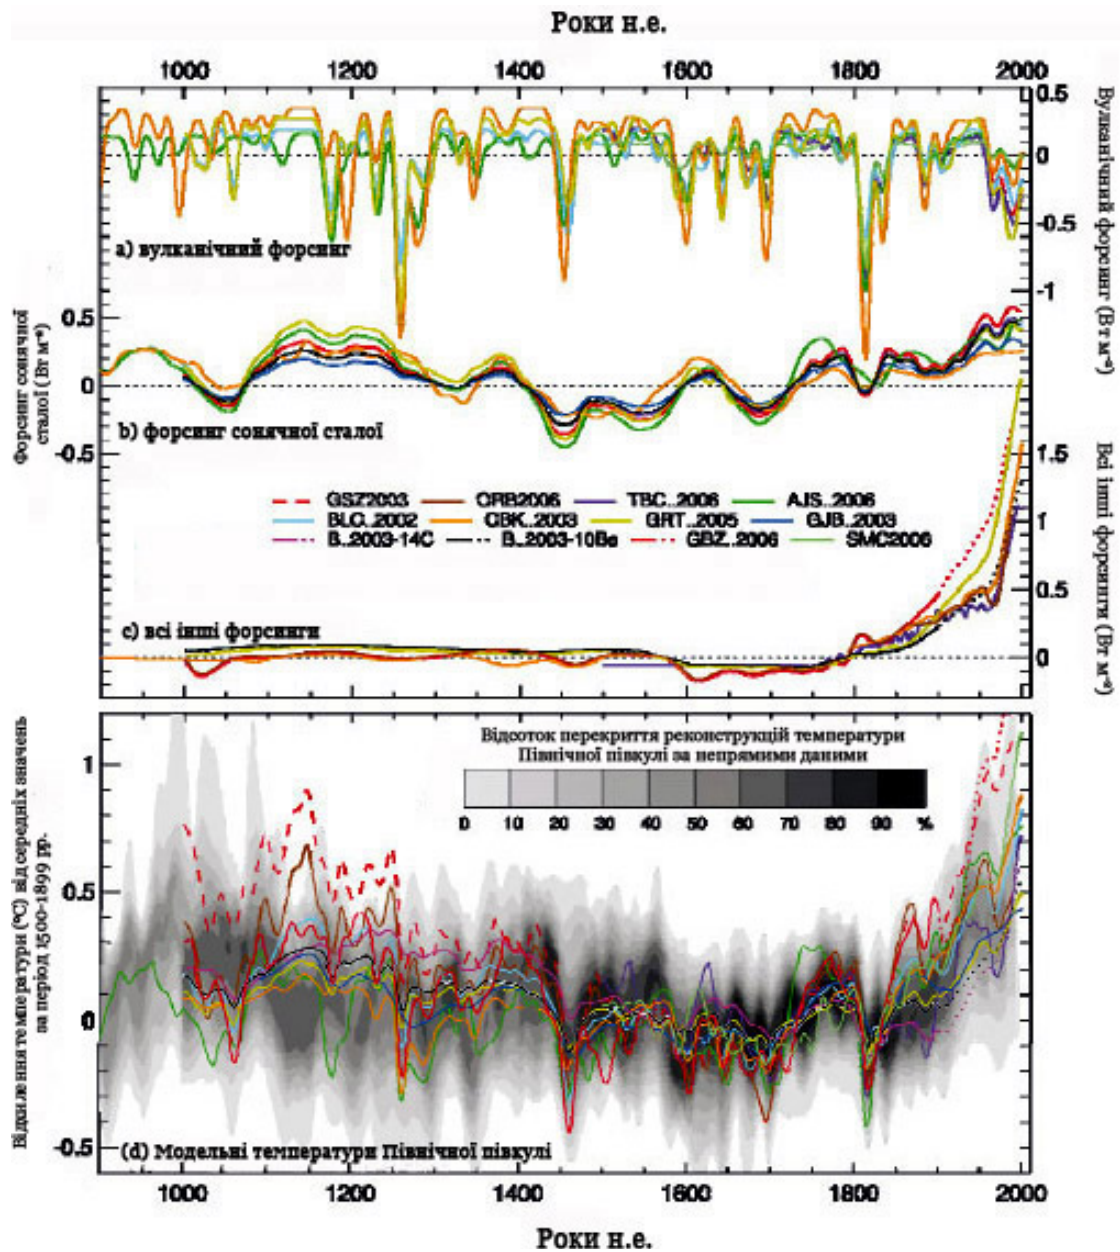 Роки н.е.
1000 1200 1400 1600 1800 2000
0.5
0
-0.5
-1
Вулканічний форсинг (Вт м⁻²)
а) вулканічний форсинг
0.5
0
-0.5
Форсинг сонячної
сталої (Вт м⁻²)
b) форсинг сонячної сталої
GSZ2003 ORB2006 TBC..2006 AJS..2006
BLC..2002 CBK..2003 GRT..2005 GJB..2003
B..2003-14C B..2003-10Be GBZ..2006 SMC2006
1.5
1
0.5
0
Всі інші форсинги (Вт м⁻²)
c) всі інші форсинги
Відсоток перекриття реконструкцій температури
Північної півкулі за непрямими даними
0 10 20 30 40 50 60 70 80 90 %
1
0.5
0
-0.5
Відхилення температури (°C) від середніх значень
за період 1500-1899 рр.
(d) Модельні температури Північної півкулі
1000 1200 1400 1600 1800 2000
Роки н.е.